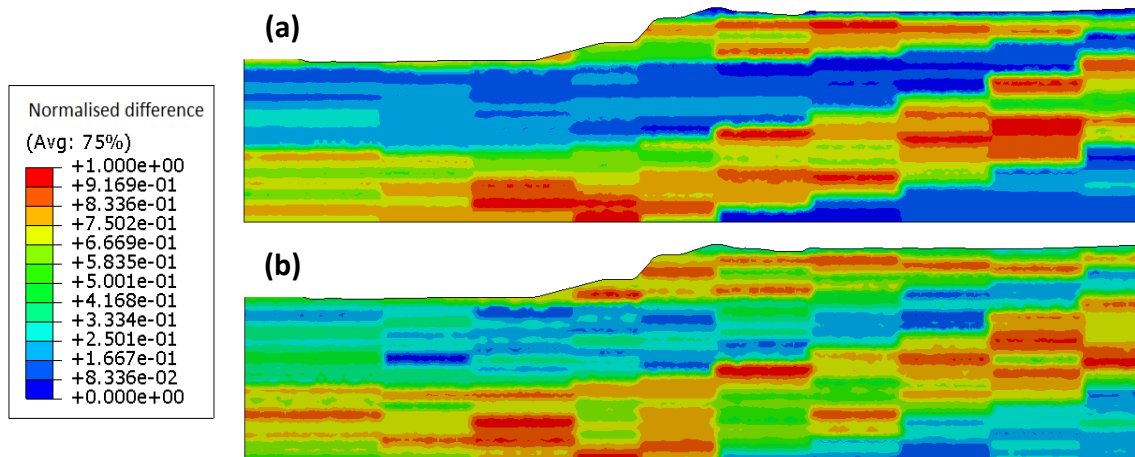 (a)
Normalised difference
(Avg: 75%)
+1.000e+00
+9.169e-01
+8.336e-01
+7.502e-01
+6.669e-01
+5.835e-01
+5.001e-01
+4.168e-01
+3.334e-01
+2.501e-01
+1.667e-01
+8.336e-02
+0.000e+00
(b)